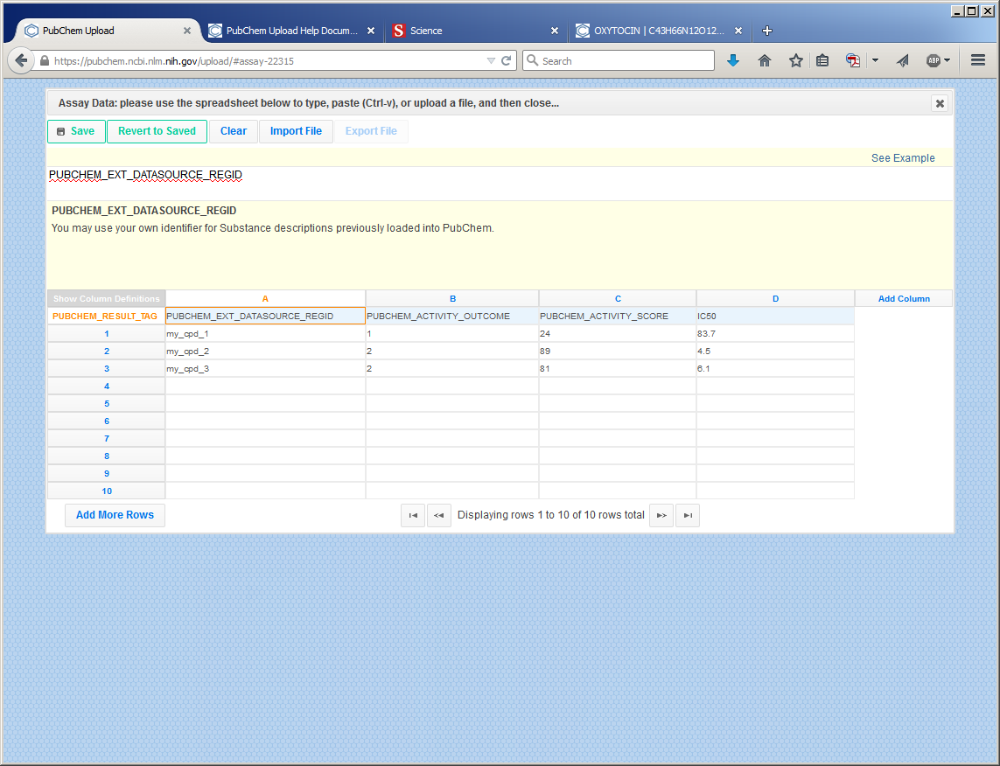 PubChem Upload
PubChem Upload Help Docum...
Science
OXYTOCIN | C43H66N12O12...
https://pubchem.ncbi.nlm.nih.gov/upload/#assay-22315
Search
ABP
Assay Data: please use the spreadsheet below to type, paste (Ctrl-v), or upload a file, and then close...
Save Revert to Saved Clear Import File Export File
See Example
PUBCHEM_EXT_DATASOURCE_REGID
PUBCHEM_EXT_DATASOURCE_REGID
You may use your own identifier for Substance descriptions previously loaded into PubChem.
Show Column Definitions A B C D Add Column
PUBCHEM_RESULT_TAG PUBCHEM_EXT_DATASOURCE_REGID PUBCHEM_ACTIVITY_OUTCOME PUBCHEM_ACTIVITY_SCORE IC50
1 my_cpd_1 1 24 83.7
2 my_cpd_2 2 89 4.5
3 my_cpd_3 2 81 6.1
4
5
6
7
8
9
10
Add More Rows Displaying rows 1 to 10 of 10 rows total